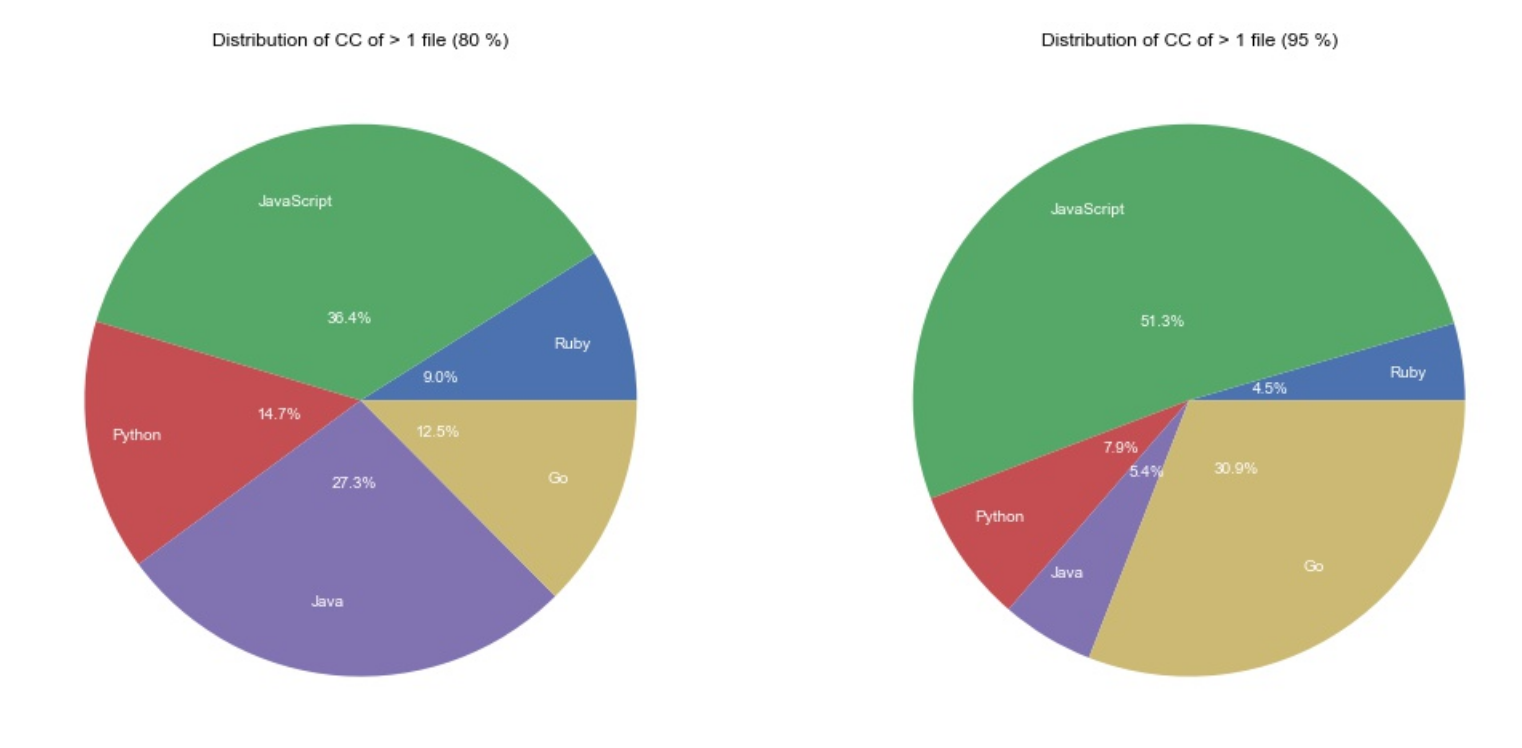 Distribution of CC of > 1 file (80 %)
JavaScript
36.4%
Ruby
9.0%
14.7%
Python
12.5%
Go
27.3%
Java
Distribution of CC of > 1 file (95 %)
JavaScript
51.3%
Ruby
4.5%
7.9%
Python
5.4%
Java
30.9%
Go